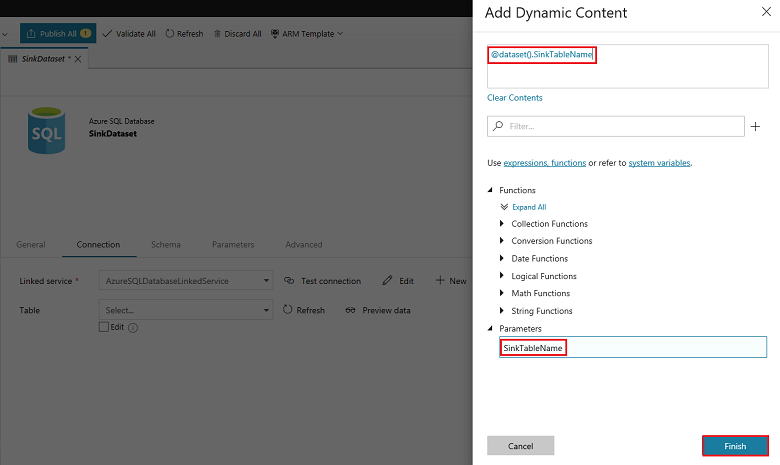 Add Dynamic Content
Publish All 1 Validate All Refresh Discard All ARM Template
SinkDataset *
@dataset().SinkTableName
Clear Contents
Filter...
SQL
Azure SQL Database
SinkDataset
Use expressions, functions or refer to system variables.
Functions
Expand All
Collection Functions
Conversion Functions
Date Functions
Logical Functions
Math Functions
String Functions
Parameters
SinkTableName
General Connection Schema Parameters Advanced
Linked service * AzureSQLDatabaseLinkedService Test connection Edit New
Table Select... Refresh Preview data
Edit
Cancel Finish